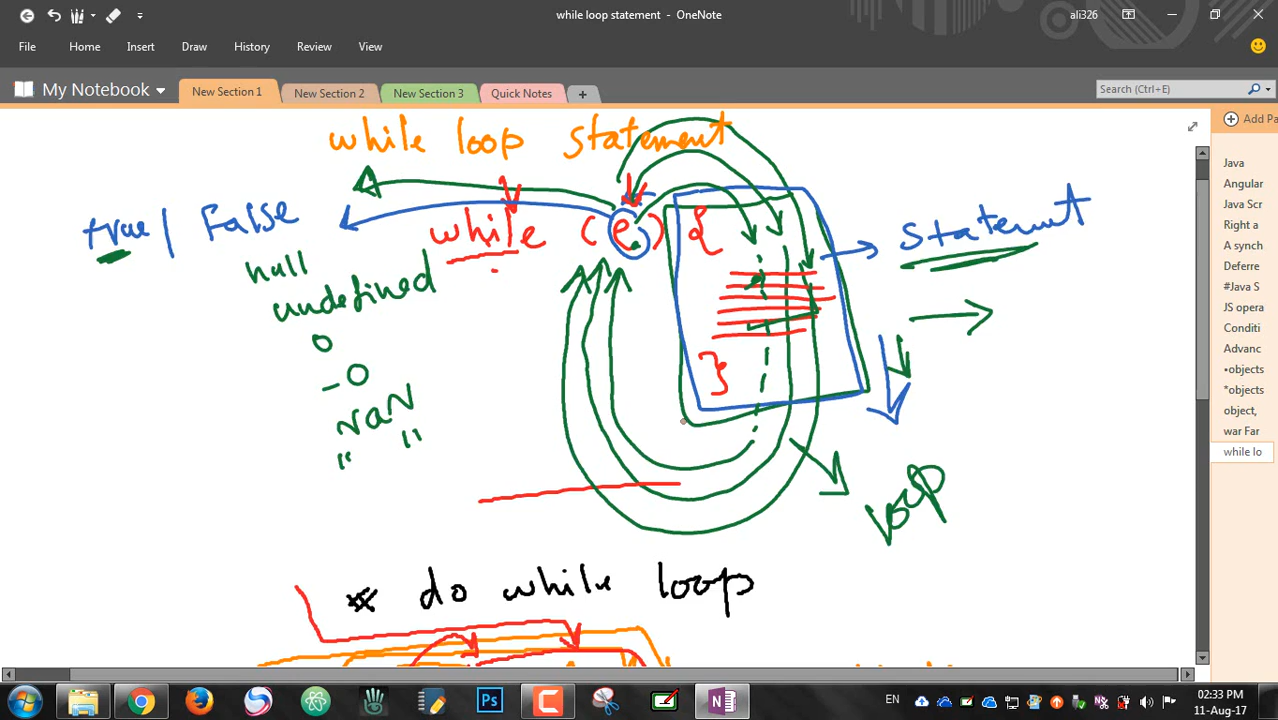 while loop statement - OneNote
ali326
File Home Insert Draw History Review View
My Notebook New Section 1 New Section 2 New Section 3 Quick Notes +
Search (Ctrl+E)
Add Pa
while loop statement
true / False while ( e ) { statement
null
undefined
0
-0
NaN
" "
}
loop
* do while loop
Java
Angular
Java Scr
Right a
A synch
Deferre
#Java S
JS opera
Conditi
Advanc
•objects
*objects
object,
war Far
while lo
Ps
N
EN
02:33 PM
11-Aug-17